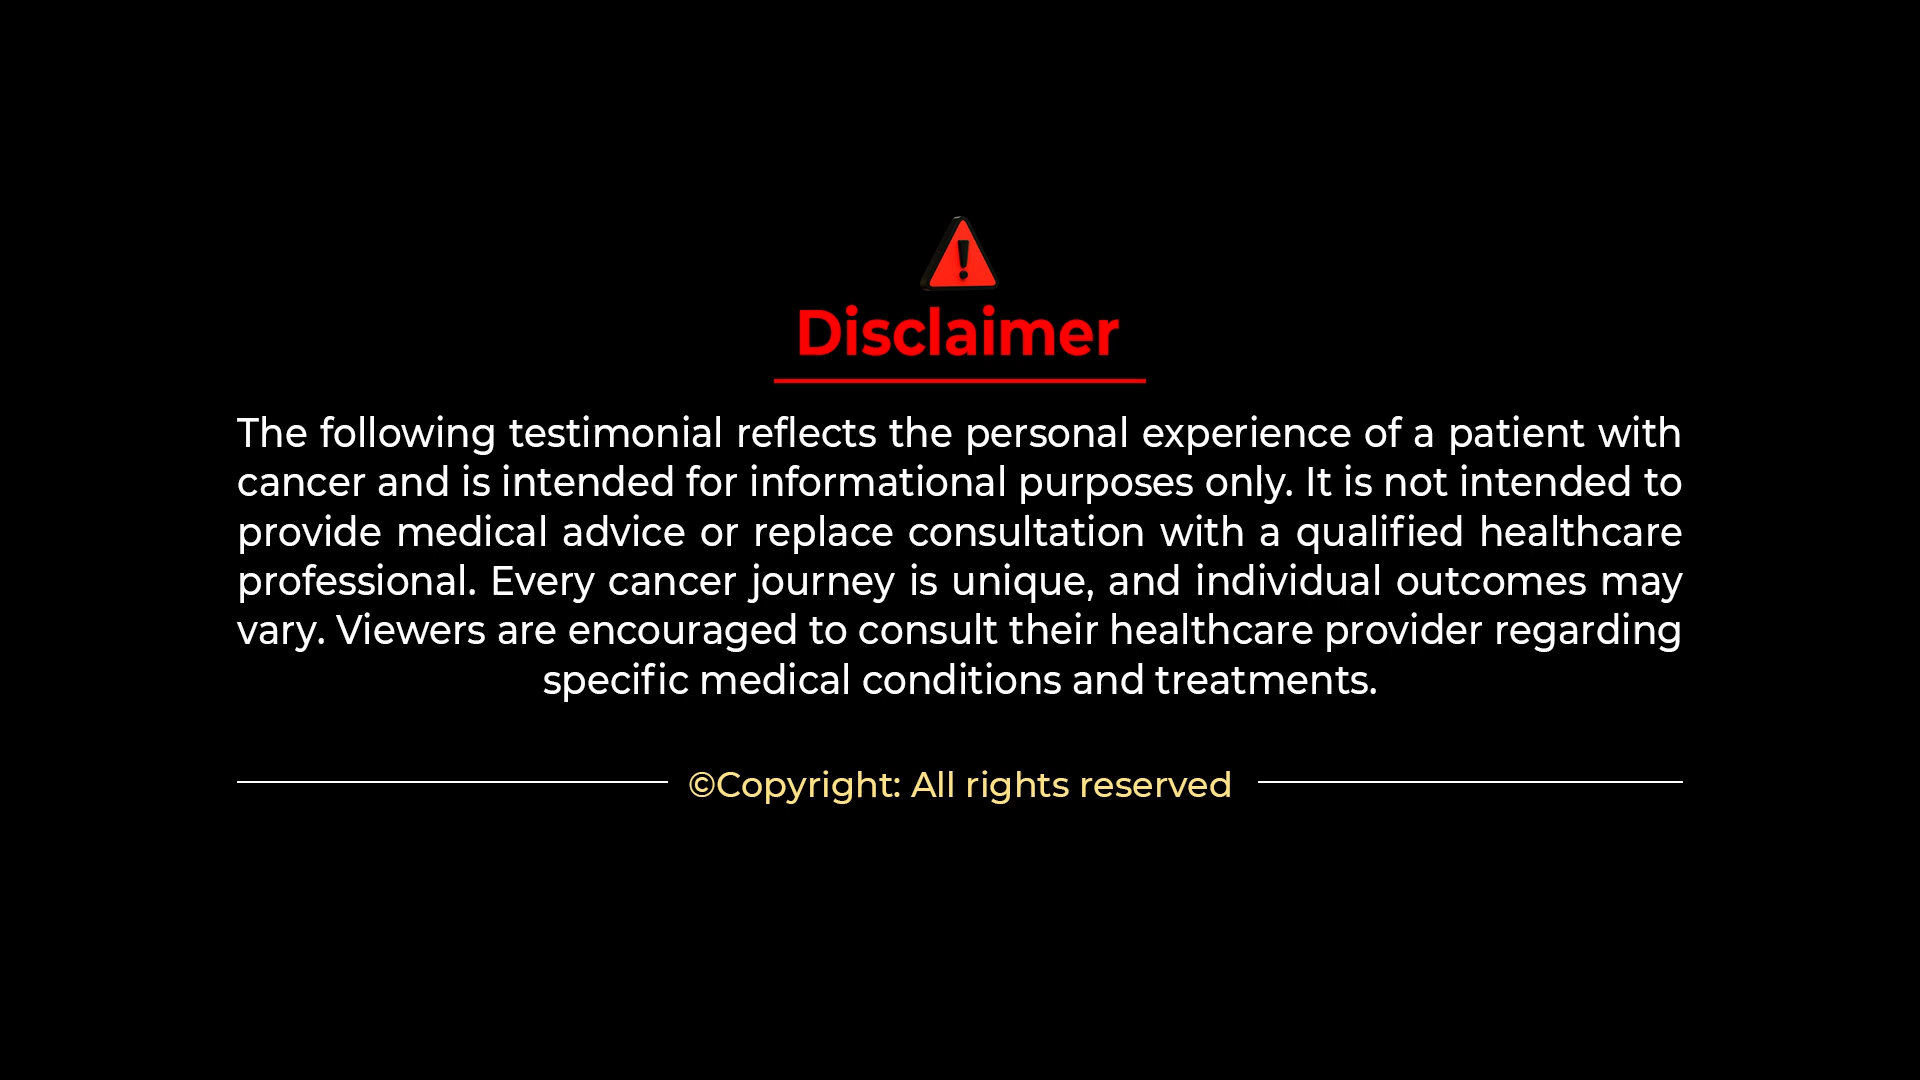 Disclaimer
The following testimonial reflects the personal experience of a patient with
cancer and is intended for informational purposes only. It is not intended to
provide medical advice or replace consultation with a qualified healthcare
professional. Every cancer journey is unique, and individual outcomes may
vary. Viewers are encouraged to consult their healthcare provider regarding
specific medical conditions and treatments.
©Copyright: All rights reserved